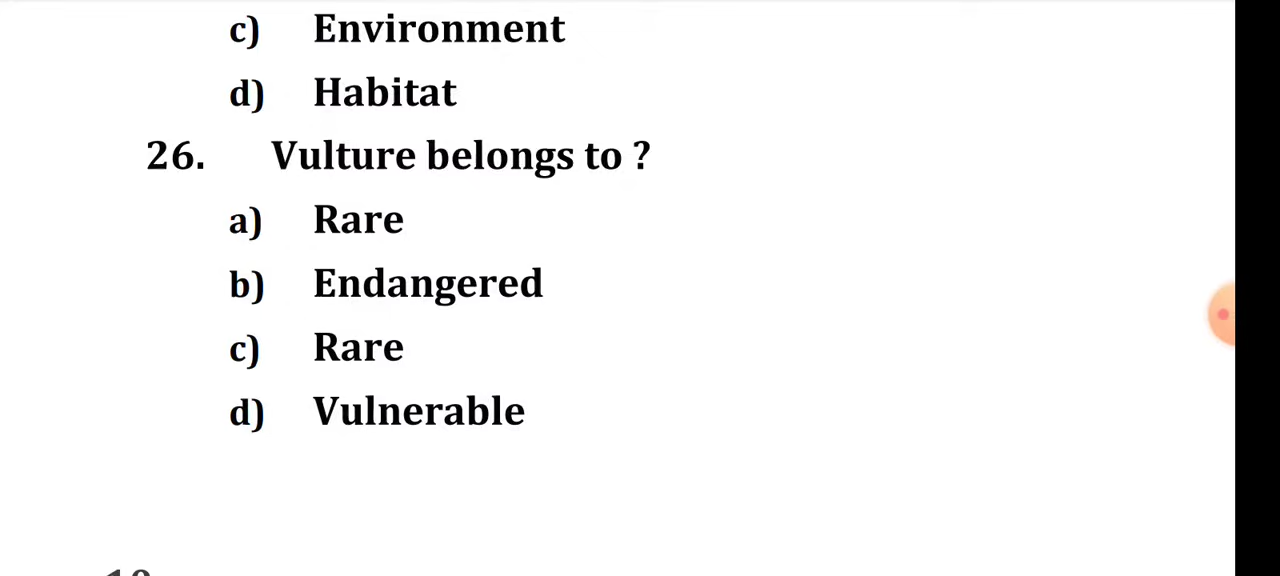 c) Environment
d) Habitat
26. Vulture belongs to ?
a) Rare
b) Endangered
c) Rare
d) Vulnerable